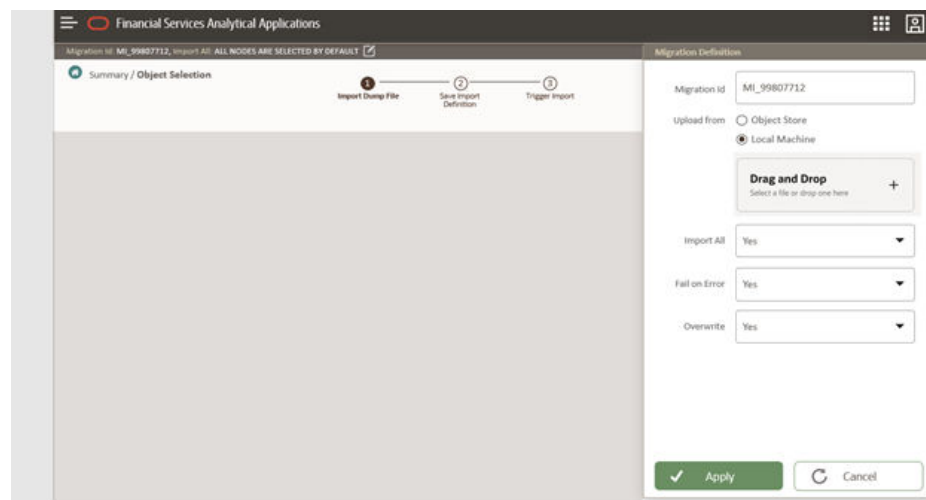 Financial Services Analytical Applications
Migration Id: MI_99807712, Import All: ALL NODES ARE SELECTED BY DEFAULT
Migration Definition
Summary / Object Selection
1
2
3
Import Dump File
Save Import
Definition
Trigger Import
Migration Id
MI_99807712
Upload from
Object Store
Local Machine
Drag and Drop
Select a file or drop one here
+
Import All
Yes
Fail on Error
Yes
Overwrite
Yes
Apply
Cancel